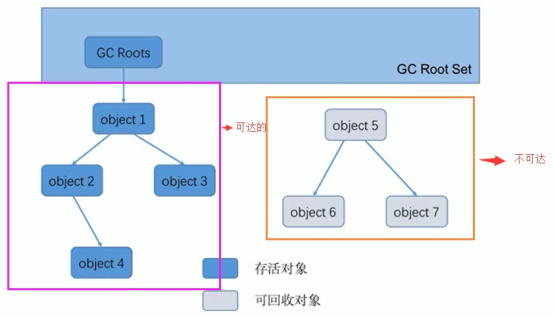 GC Roots
GC Root Set
object 1
可达的
object 5
不可达
object 2
object 3
object 6
object 7
object 4
存活对象
可回收对象